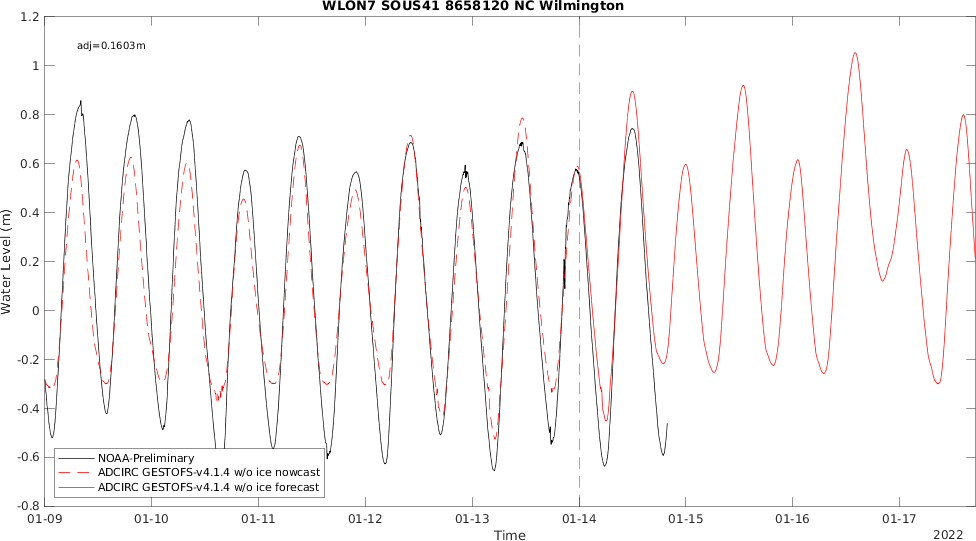 WLON7 SOUS41 8658120 NC Wilmington
adj=0.1603m
1.2
1
0.8
0.6
0.4
0.2
0
-0.2
-0.4
-0.6
-0.8
Water Level (m)
NOAA-Preliminary
ADCIRC GESTOFS-v4.1.4 w/o ice nowcast
ADCIRC GESTOFS-v4.1.4 w/o ice forecast
01-09 01-10 01-11 01-12 01-13 01-14 01-15 01-16 01-17
Time
2022